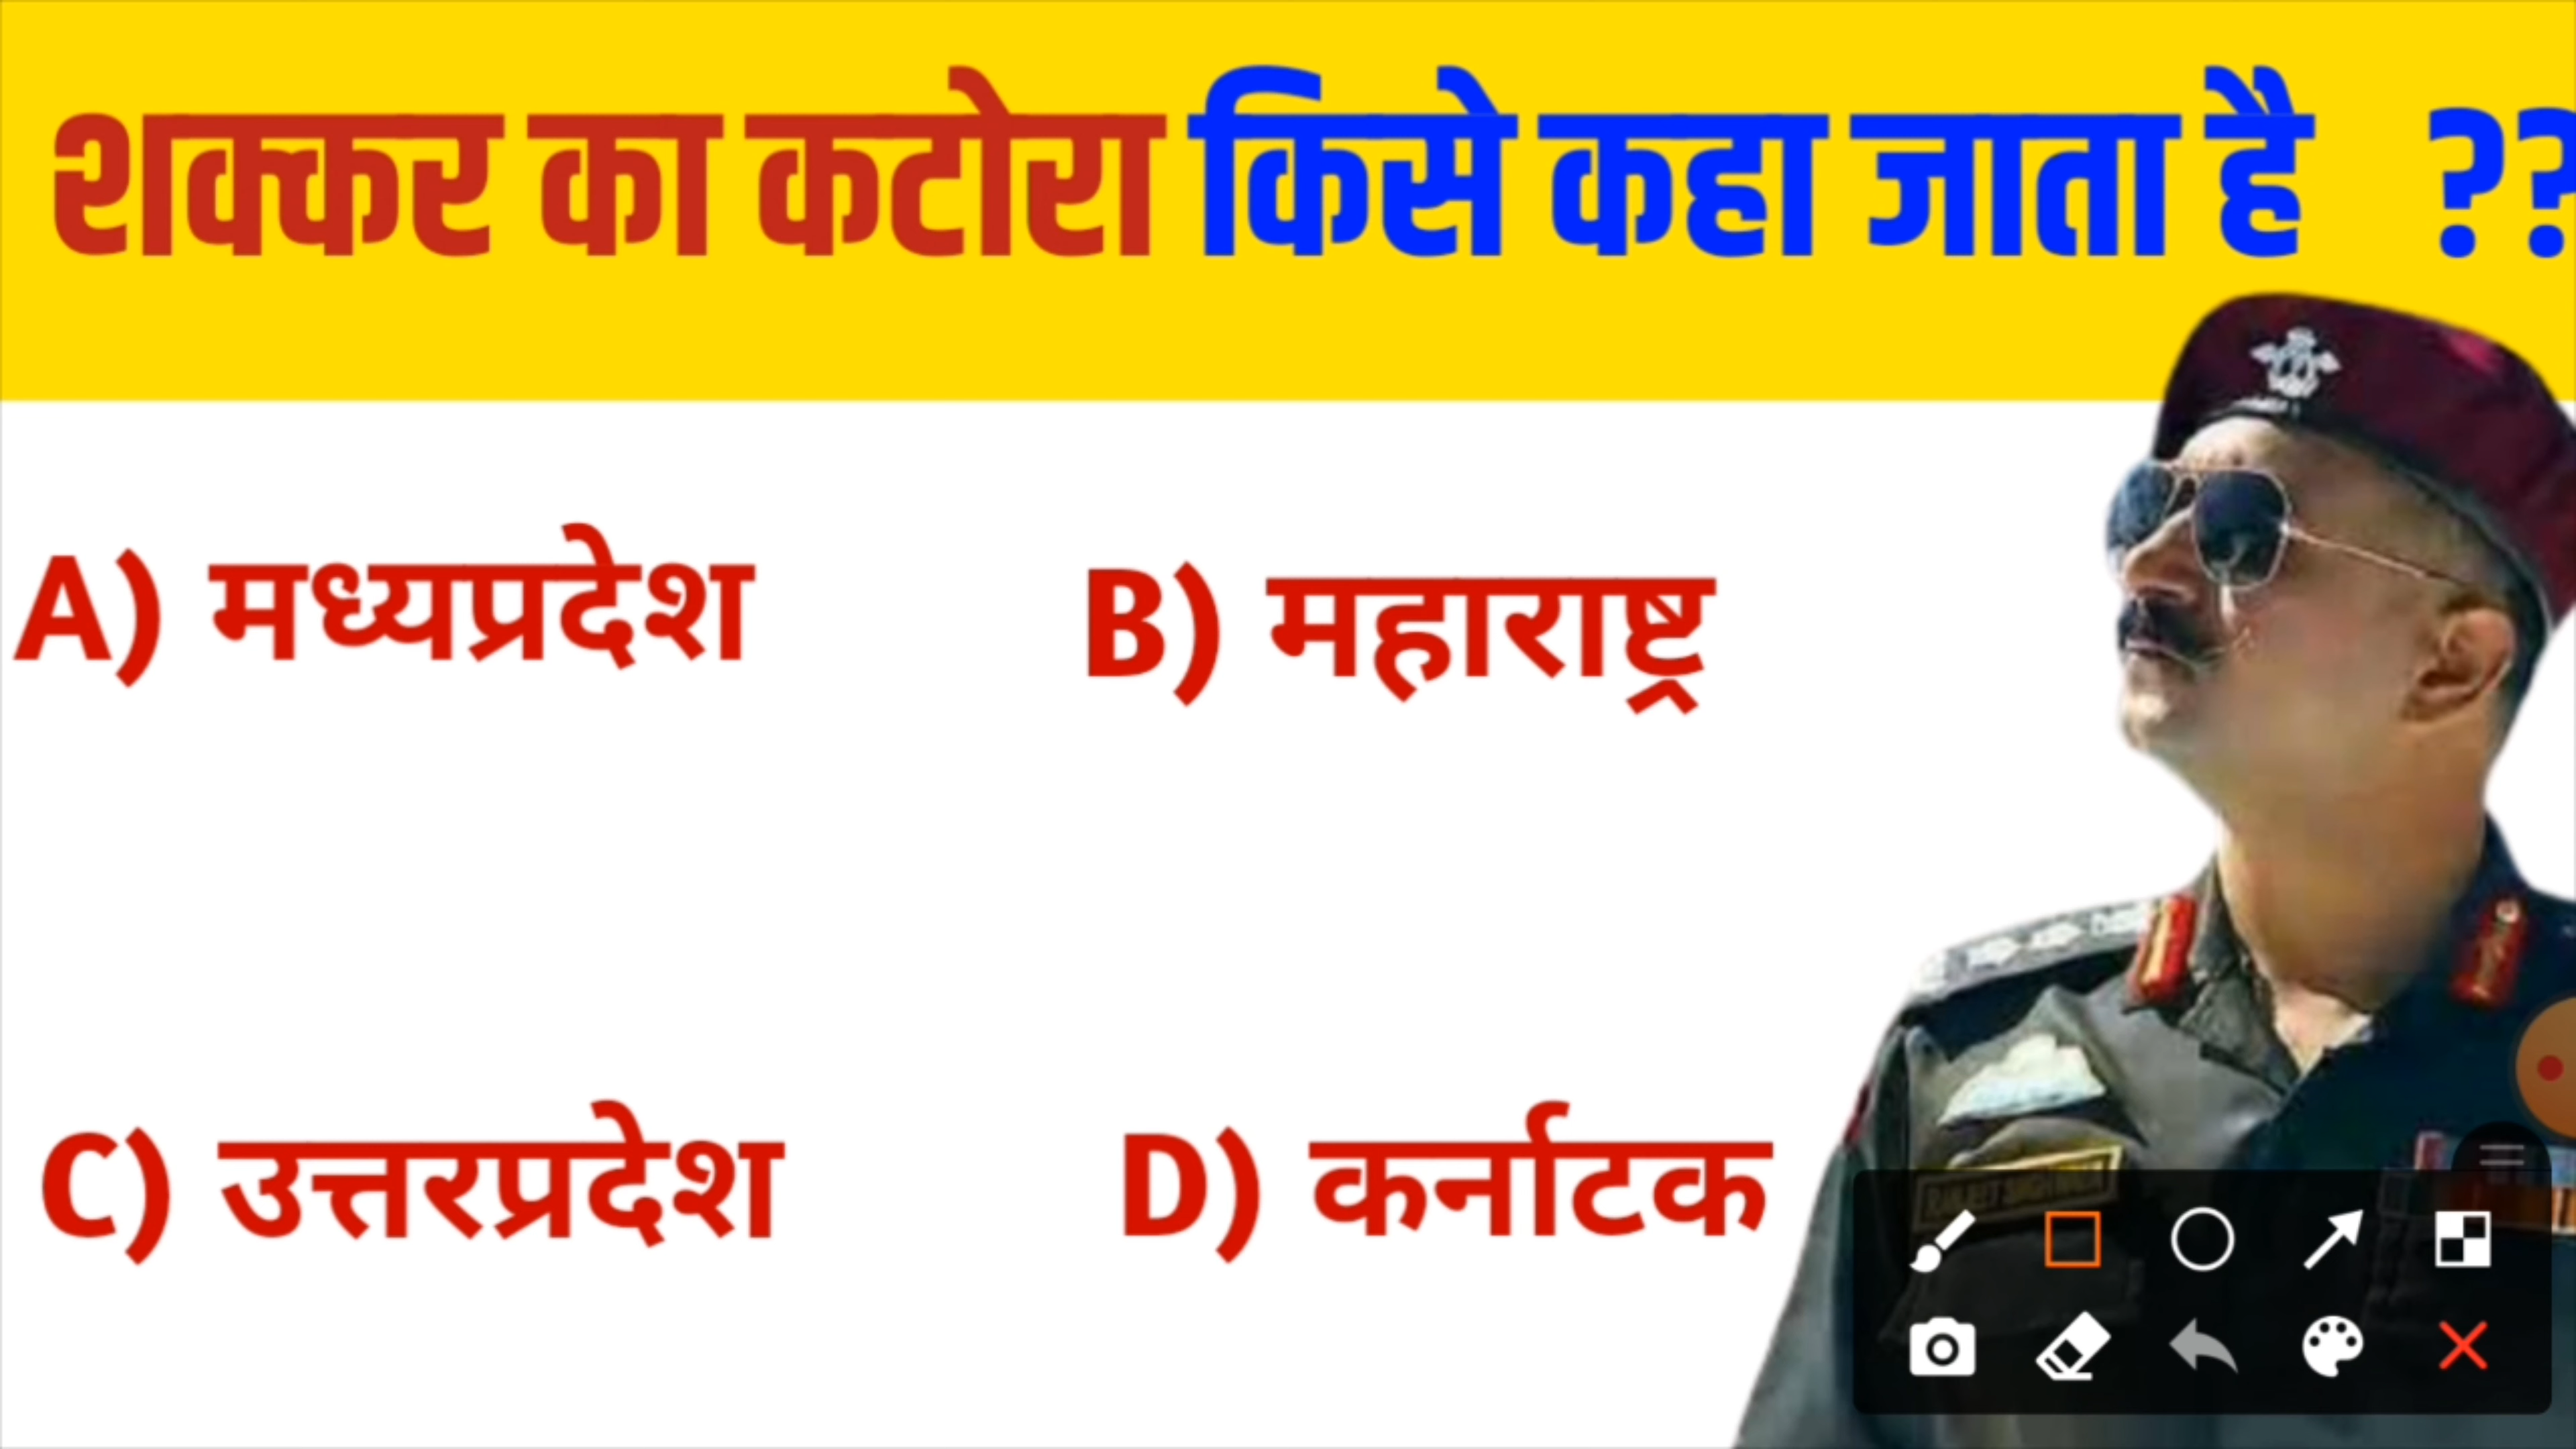 शक्कर का कटोरा किसे कहा जाता है ??
A) मध्यप्रदेश
B) महाराष्ट्र
C) उत्तरप्रदेश
D) कर्नाटक